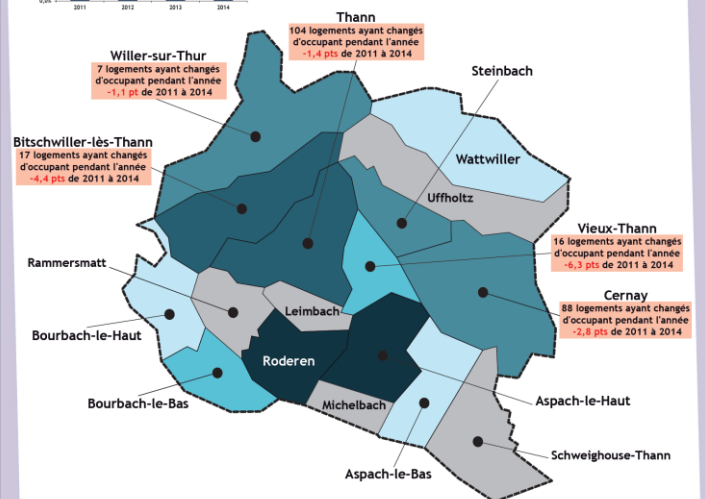 0,0%
2011 2012 2013 2014
Thann
104 logements ayant changés
d'occupant pendant l'année
-1,4 pts de 2011 à 2014
Willer-sur-Thur
7 logements ayant changés
d'occupant pendant l'année
-1,1 pt de 2011 à 2014
Steinbach
Bitschwiller-lès-Thann
17 logements ayant changés
d'occupant pendant l'année
-4,4 pts de 2011 à 2014
Wattwiller
Uffholtz
Vieux-Thann
16 logements ayant changés
d'occupant pendant l'année
-6,3 pts de 2011 à 2014
Rammersmatt
Cernay
88 logements ayant changés
d'occupant pendant l'année
-2,8 pts de 2011 à 2014
Leimbach
Bourbach-le-Haut
Roderen
Bourbach-le-Bas
Michelbach
Aspach-le-Haut
Schweighouse-Thann
Aspach-le-Bas